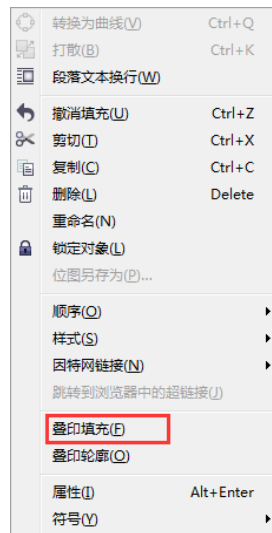 转换为曲线(V) Ctrl+Q
打散(B) Ctrl+K
段落文本换行(W)
撤消填充(U) Ctrl+Z
剪切(T) Ctrl+X
复制(C) Ctrl+C
删除(L) Delete
重命名(N)
锁定对象(L)
位图另存为(P)...
顺序(O)
样式(S)
因特网链接(N)
跳转到浏览器中的超链接(J)
叠印填充(F)
叠印轮廓(O)
属性(I) Alt+Enter
符号(Y)